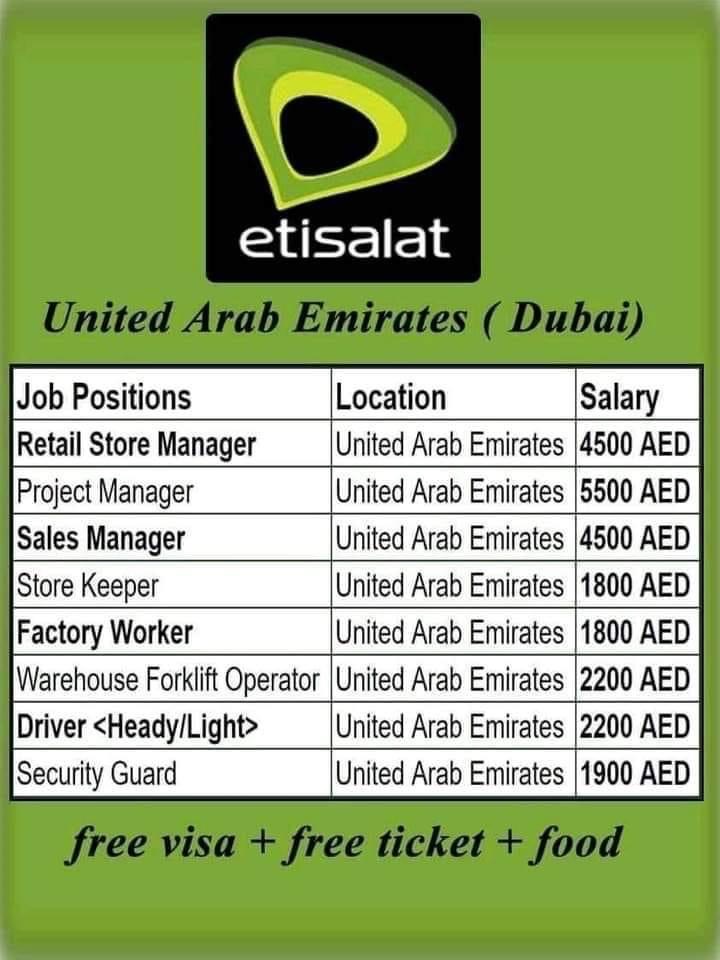 etisalat
United Arab Emirates ( Dubai)
Job Positions Location Salary
Retail Store Manager United Arab Emirates 4500 AED
Project Manager United Arab Emirates 5500 AED
Sales Manager United Arab Emirates 4500 AED
Store Keeper United Arab Emirates 1800 AED
Factory Worker United Arab Emirates 1800 AED
Warehouse Forklift Operator United Arab Emirates 2200 AED
Driver <Heady/Light> United Arab Emirates 2200 AED
Security Guard United Arab Emirates 1900 AED
free visa + free ticket + food